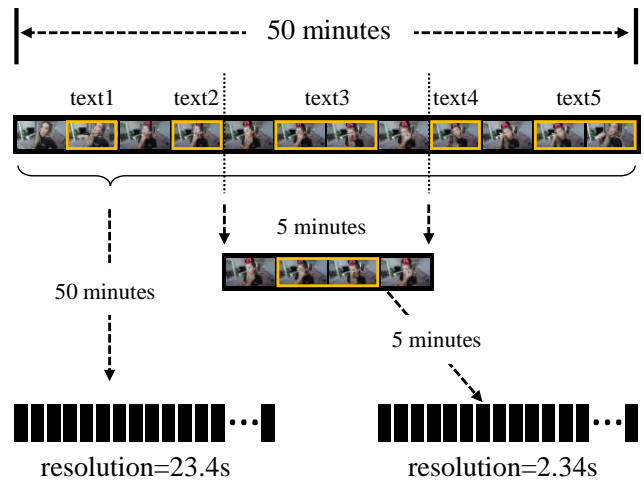 50 minutes
text1 text2 text3 text4 text5
5 minutes
50 minutes
5 minutes
resolution=23.4s
resolution=2.34s